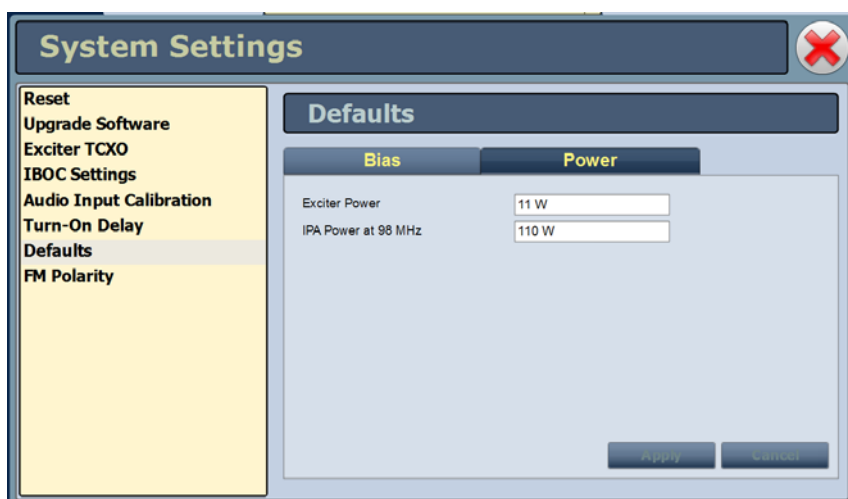 System Settings
Reset
Upgrade Software
Exciter TCXO
IBOC Settings
Audio Input Calibration
Turn-On Delay
Defaults
FM Polarity
Defaults
Bias Power
Exciter Power 11 W
IPA Power at 98 MHz 110 W
Apply Cancel